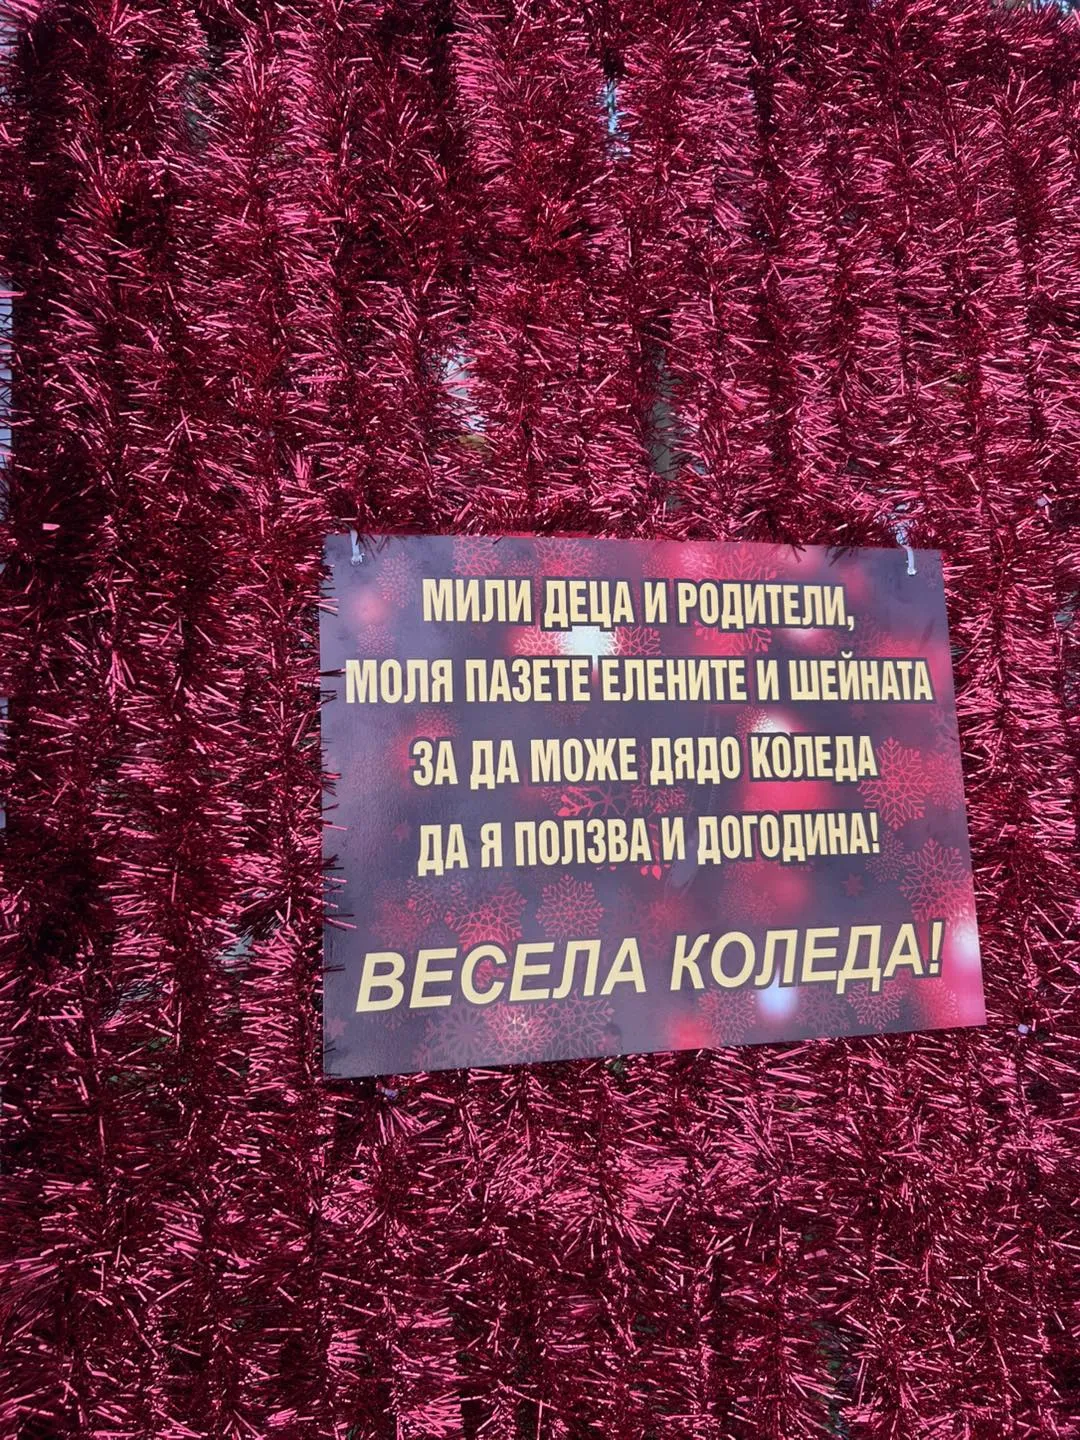 МИЛИ ДЕЦА И РОДИТЕЛИ,
МОЛЯ ПАЗЕТЕ ЕЛЕНИТЕ И ШЕЙНАТА
ЗА ДА МОЖЕ ДЯДО КОЛЕДА
ДА Я ПОЛЗВА И ДОГОДИНА!
ВЕСЕЛА КОЛЕДА!